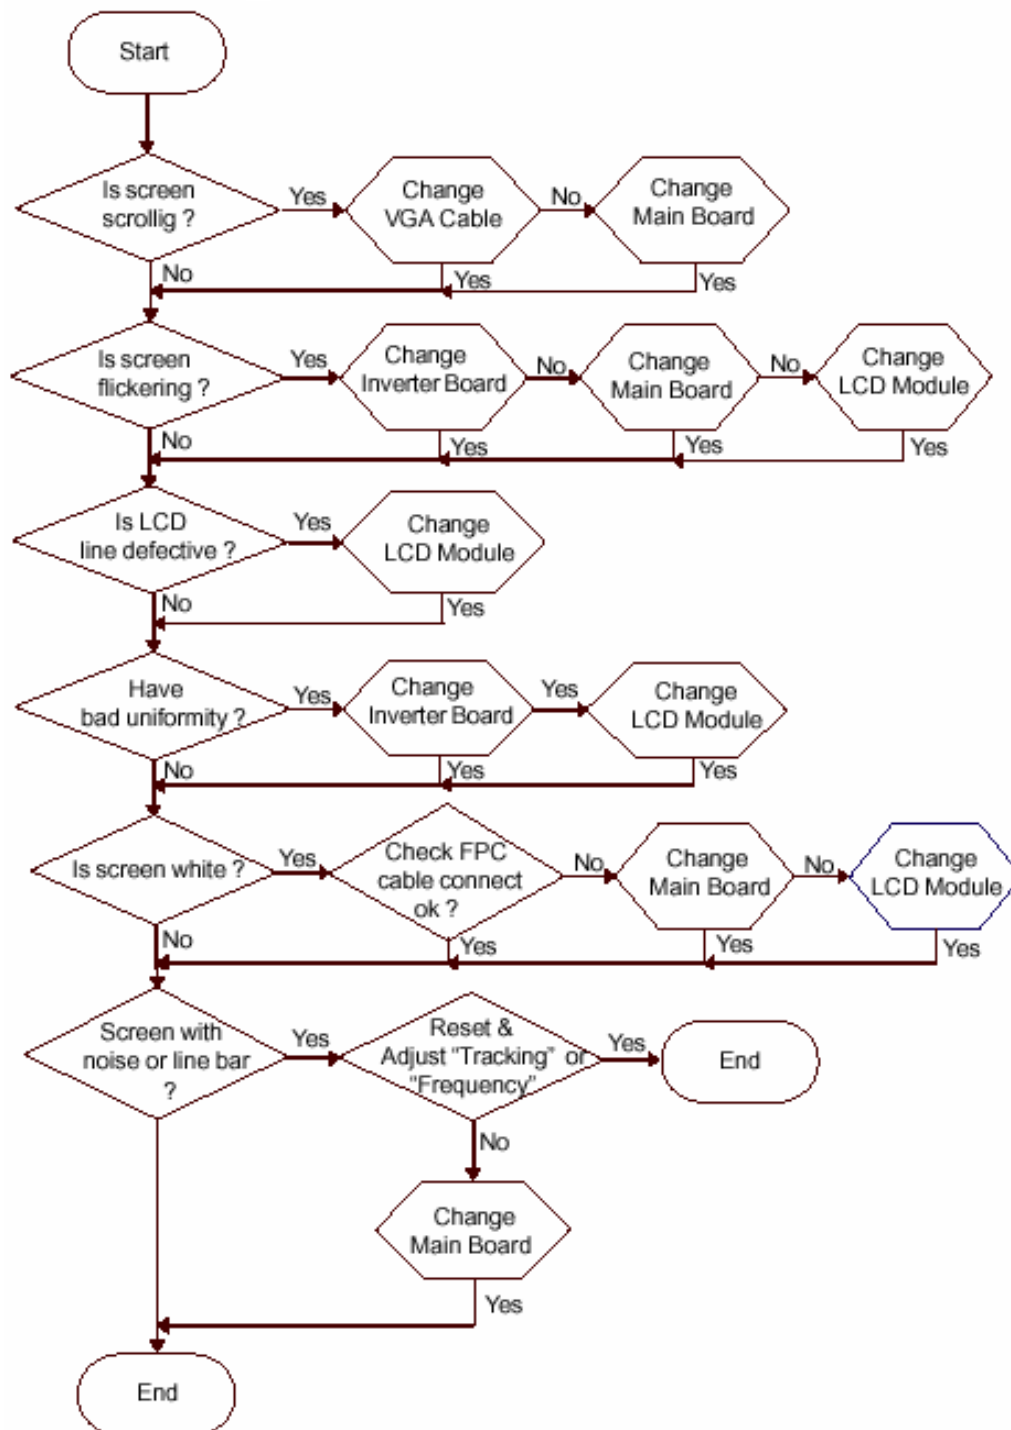 Start
Is screen
scrollig ?
Yes
Change
VGA Cable
No
Change
Main Board
No
Yes
Yes
Is screen
flickering ?
Yes
Change
Inverter Board
No
Change
Main Board
No
Change
LCD Module
No
Yes
Yes
Yes
Is LCD
line defective ?
Yes
Change
LCD Module
No
Yes
Have
bad uniformity ?
Yes
Change
Inverter Board
Yes
Change
LCD Module
No
Yes
Yes
Is screen white ?
Yes
Check FPC
cable connect
ok ?
No
Change
Main Board
No
Change
LCD Module
No
Yes
Yes
Yes
Screen with
noise or line bar
?
Yes
Reset &
Adjust "Tracking" or
"Frequency"
Yes
End
No
Change
Main Board
Yes
End